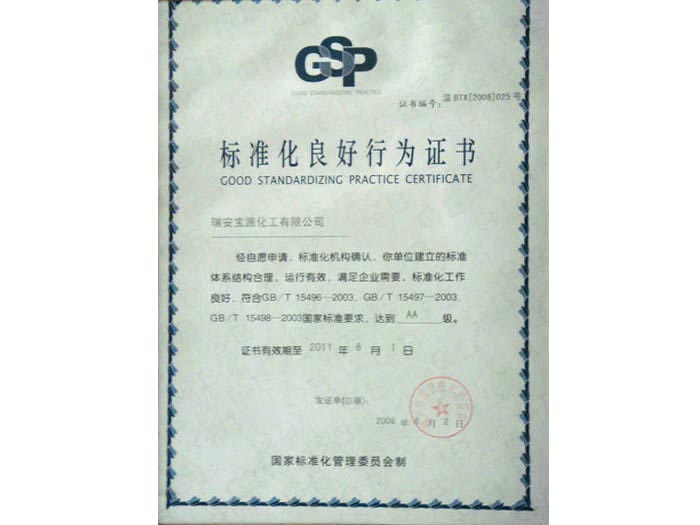 GSP
GOOD STANDARDIZING PRACTICE
证书编号：温 BTX[2008]025 号
标准化良好行为证书
GOOD STANDARDIZING PRACTICE CERTIFICATE
瑞安宝源化工有限公司
经自愿申请，标准化机构确认，你单位建立的标准
体系结构合理，运行有效，满足企业需要，标准化工作
良好，符合GB/T 15496—2003、GB/T 15497—2003、
GB/T 15498—2003国家标准要求，达到 AA 级。
证书有效期至 2011 年 6 月 1 日
发证单位(章)：
2008 年 6 月 2 日
国家标准化管理委员会制